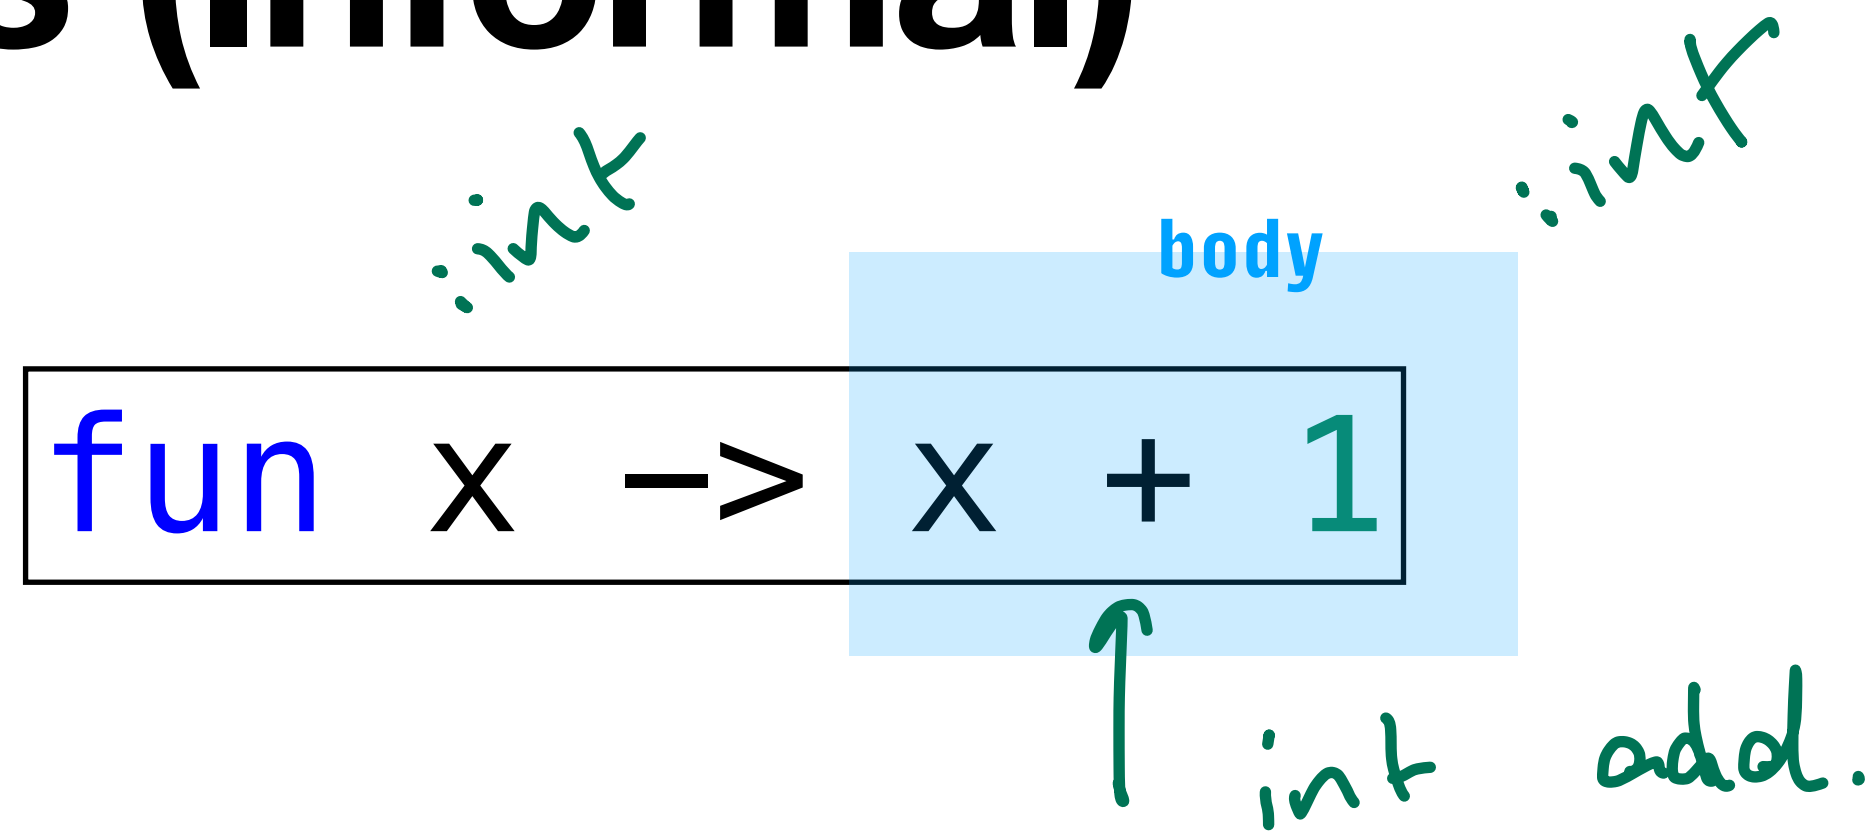 s (informal)
: int
: int
body
fun x -> x + 1
int add.